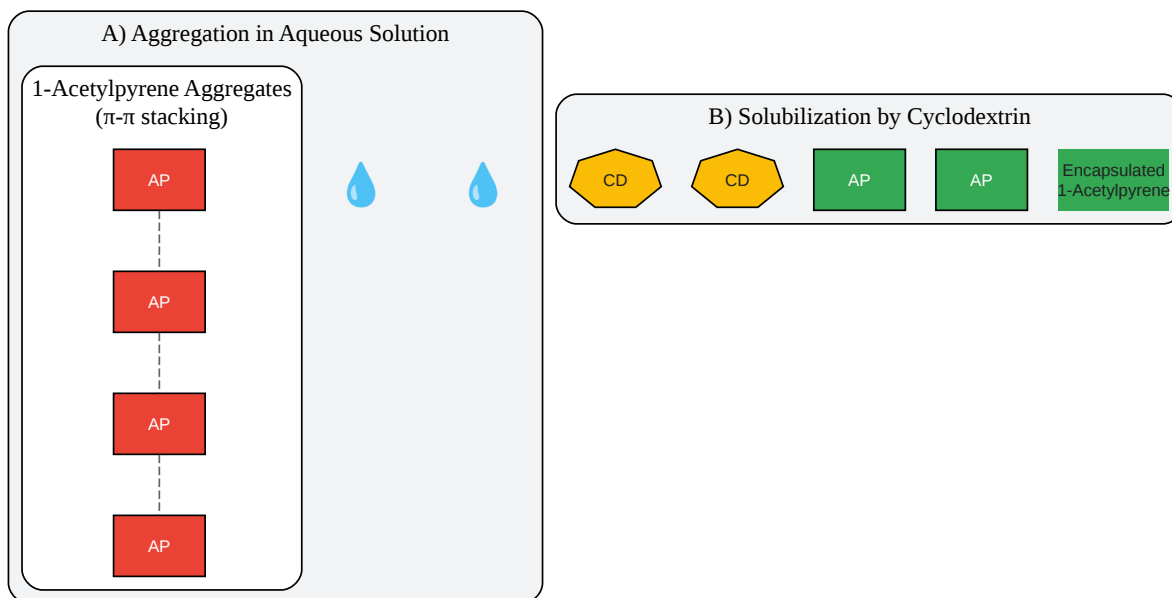 A) Aggregation in Aqueous Solution
1-Acetylpyrene Aggregates
(π-π stacking)
AP
AP
AP
AP
B) Solubilization by Cyclodextrin
CD
CD
AP
AP
Encapsulated
1-Acetylpyrene